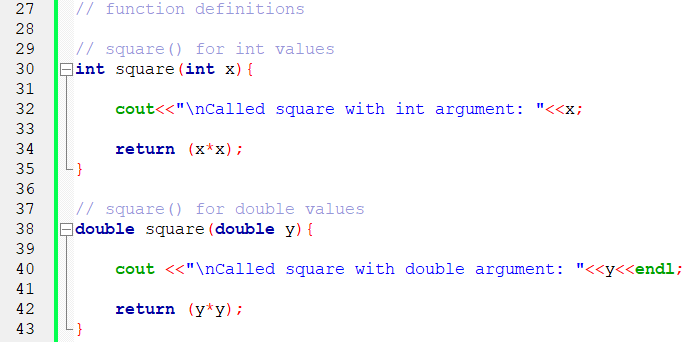 27 // function definitions
28
29 // square() for int values
30 int square(int x){
31
32 cout<<"\nCalled square with int argument: "<<x;
33
34 return (x*x);
35 }
36
37 // square() for double values
38 double square(double y){
39
40 cout <<"\nCalled square with double argument: "<<y<<endl;
41
42 return (y*y);
43 }